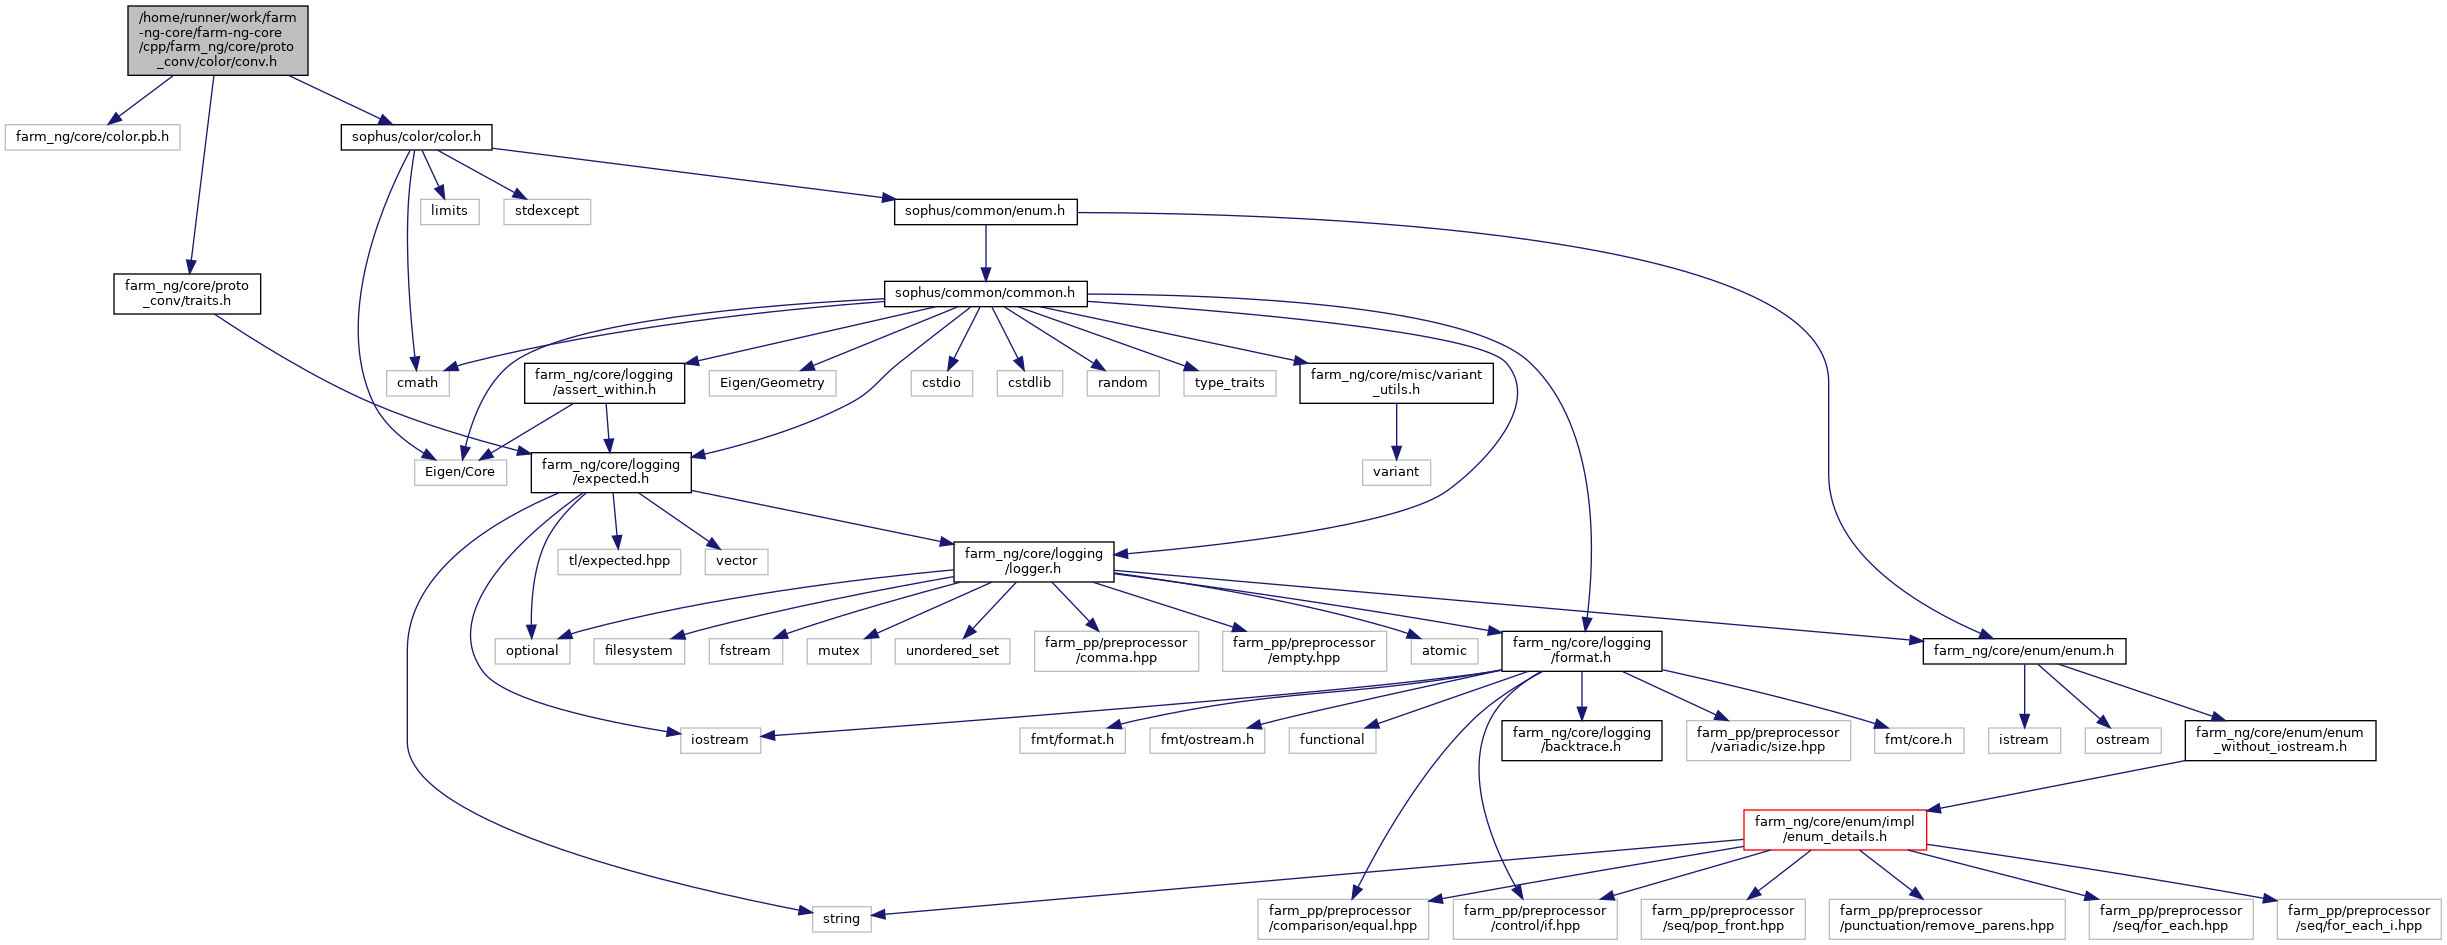 /home/runner/work/farm
-ng-core/farm-ng-core
/cpp/farm_ng/core/proto
_conv/color/conv.h
farm_ng/core/color.pb.h
sophus/color/color.h
limits
stdexcept
sophus/common/enum.h
farm_ng/core/proto
_conv/traits.h
sophus/common/common.h
cmath
farm_ng/core/logging
/assert_within.h
Eigen/Geometry
cstdio
cstdlib
random
type_traits
farm_ng/core/misc/variant
_utils.h
Eigen/Core
farm_ng/core/logging
/expected.h
variant
tl/expected.hpp
vector
farm_ng/core/logging
/logger.h
optional
filesystem
fstream
mutex
unordered_set
farm_pp/preprocessor
/comma.hpp
farm_pp/preprocessor
/empty.hpp
atomic
farm_ng/core/logging
/format.h
farm_ng/core/enum/enum.h
iostream
fmt/format.h
fmt/ostream.h
functional
farm_ng/core/logging
/backtrace.h
farm_pp/preprocessor
/variadic/size.hpp
fmt/core.h
istream
ostream
farm_ng/core/enum/enum
_without_iostream.h
farm_ng/core/enum/impl
/enum_details.h
string
farm_pp/preprocessor
/comparison/equal.hpp
farm_pp/preprocessor
/control/if.hpp
farm_pp/preprocessor
/seq/pop_front.hpp
farm_pp/preprocessor
/punctuation/remove_parens.hpp
farm_pp/preprocessor
/seq/for_each.hpp
farm_pp/preprocessor
/seq/for_each_i.hpp